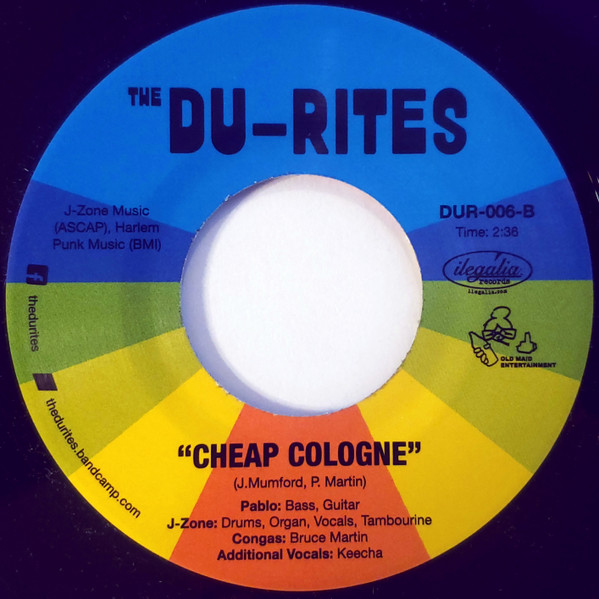 THE DU-RITES
J-Zone Music
(ASCAP), Harlem
Punk Music (BMI)
DUR-006-B
Time: 2:36
ilegalia
records
ilegalia.com
f
thedurites
thedurites.bandcamp.com
OLD MAID
ENTERTAINMENT
“CHEAP COLOGNE”
(J.Mumford, P. Martin)
Pablo: Bass, Guitar
J-Zone: Drums, Organ, Vocals, Tambourine
Congas: Bruce Martin
Additional Vocals: Keecha